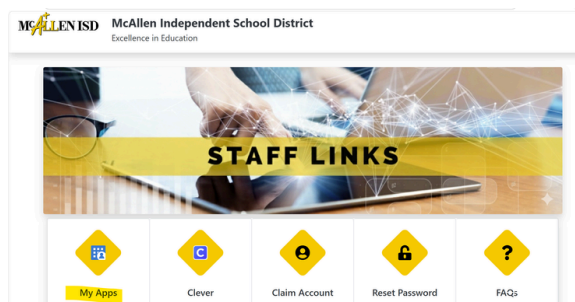 McALLEN ISD
McAllen Independent School District
Excellence in Education
STAFF LINKS
My Apps
Clever
Claim Account
Reset Password
FAQs